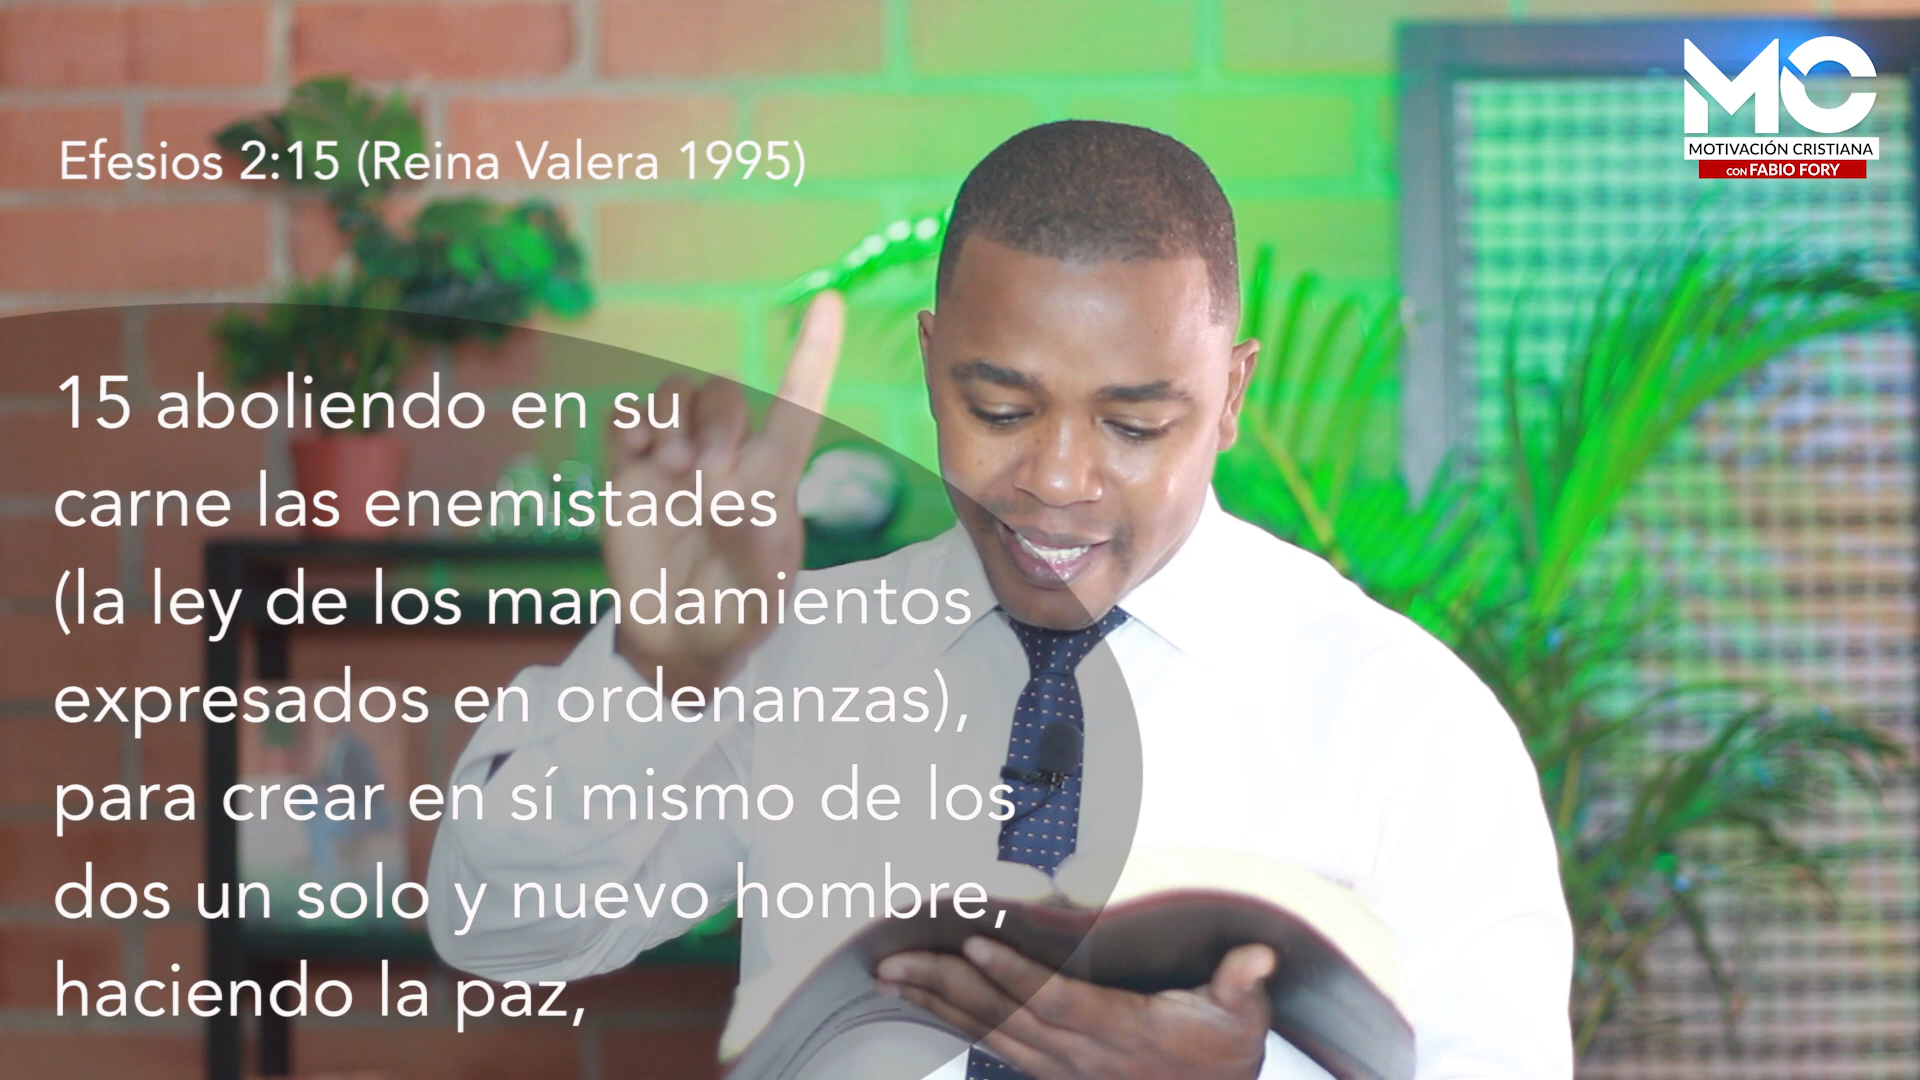 MC
MOTIVACIÓN CRISTIANA
CON FABIO FORY
Efesios 2:15 (Reina Valera 1995)
15 aboliendo en su
carne las enemistades
(la ley de los mandamientos
expresados en ordenanzas),
para crear en sí mismo de los
dos un solo y nuevo hombre,
haciendo la paz,